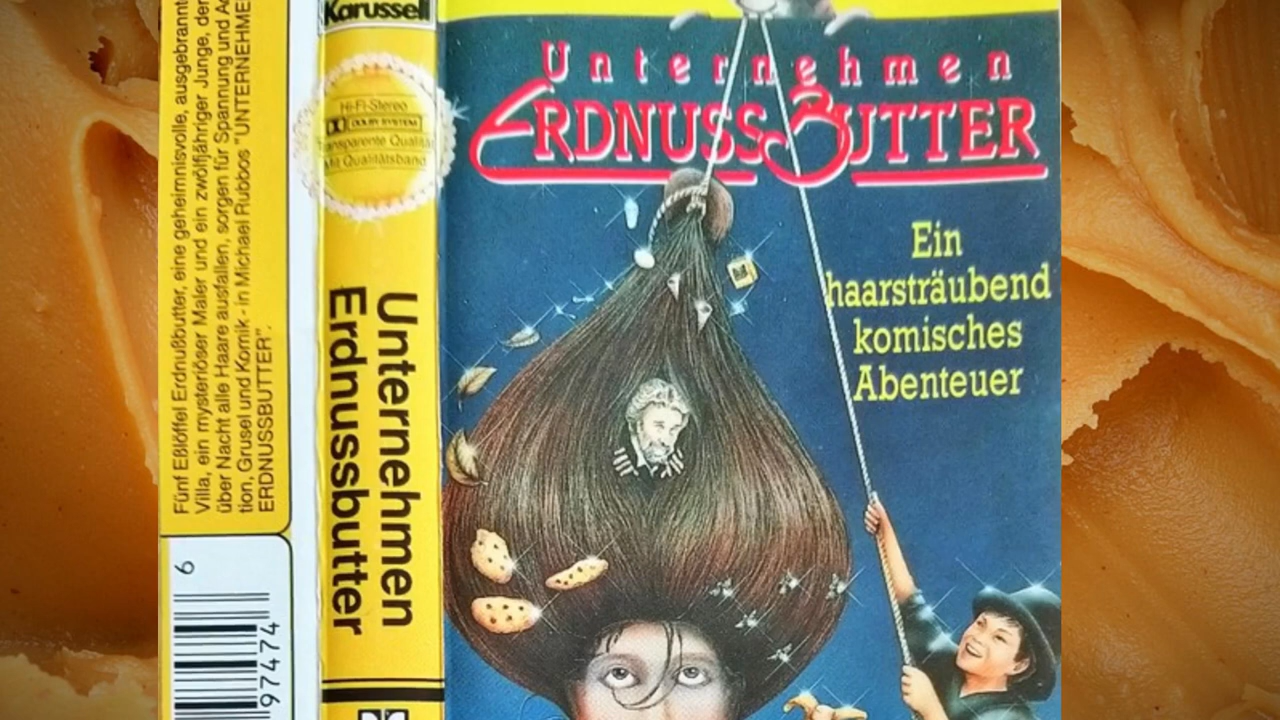 Fünf Eßlöffel Erdnußbutter, eine geheimnisvolle, ausgebrannt
Villa, ein mysteriöser Maler und ein zwölfjähriger Junge, der
über Nacht alle Haare ausfallen, sorgen für Spannung und A
tion, Grusel und Komik - in Michael Rubbos "UNTERNEHME
ERDNUSSBUTTER".
6
97474
Karussell
Hi-Fi-Stereo
DOLBY SYSTEM
Transparente Qualität
Mit Qualitätsband
Unternehmen
Erdnussbutter
Unternehmen
ERDNUSSBUTTER
Ein
haarsträubend
komisches
Abenteuer